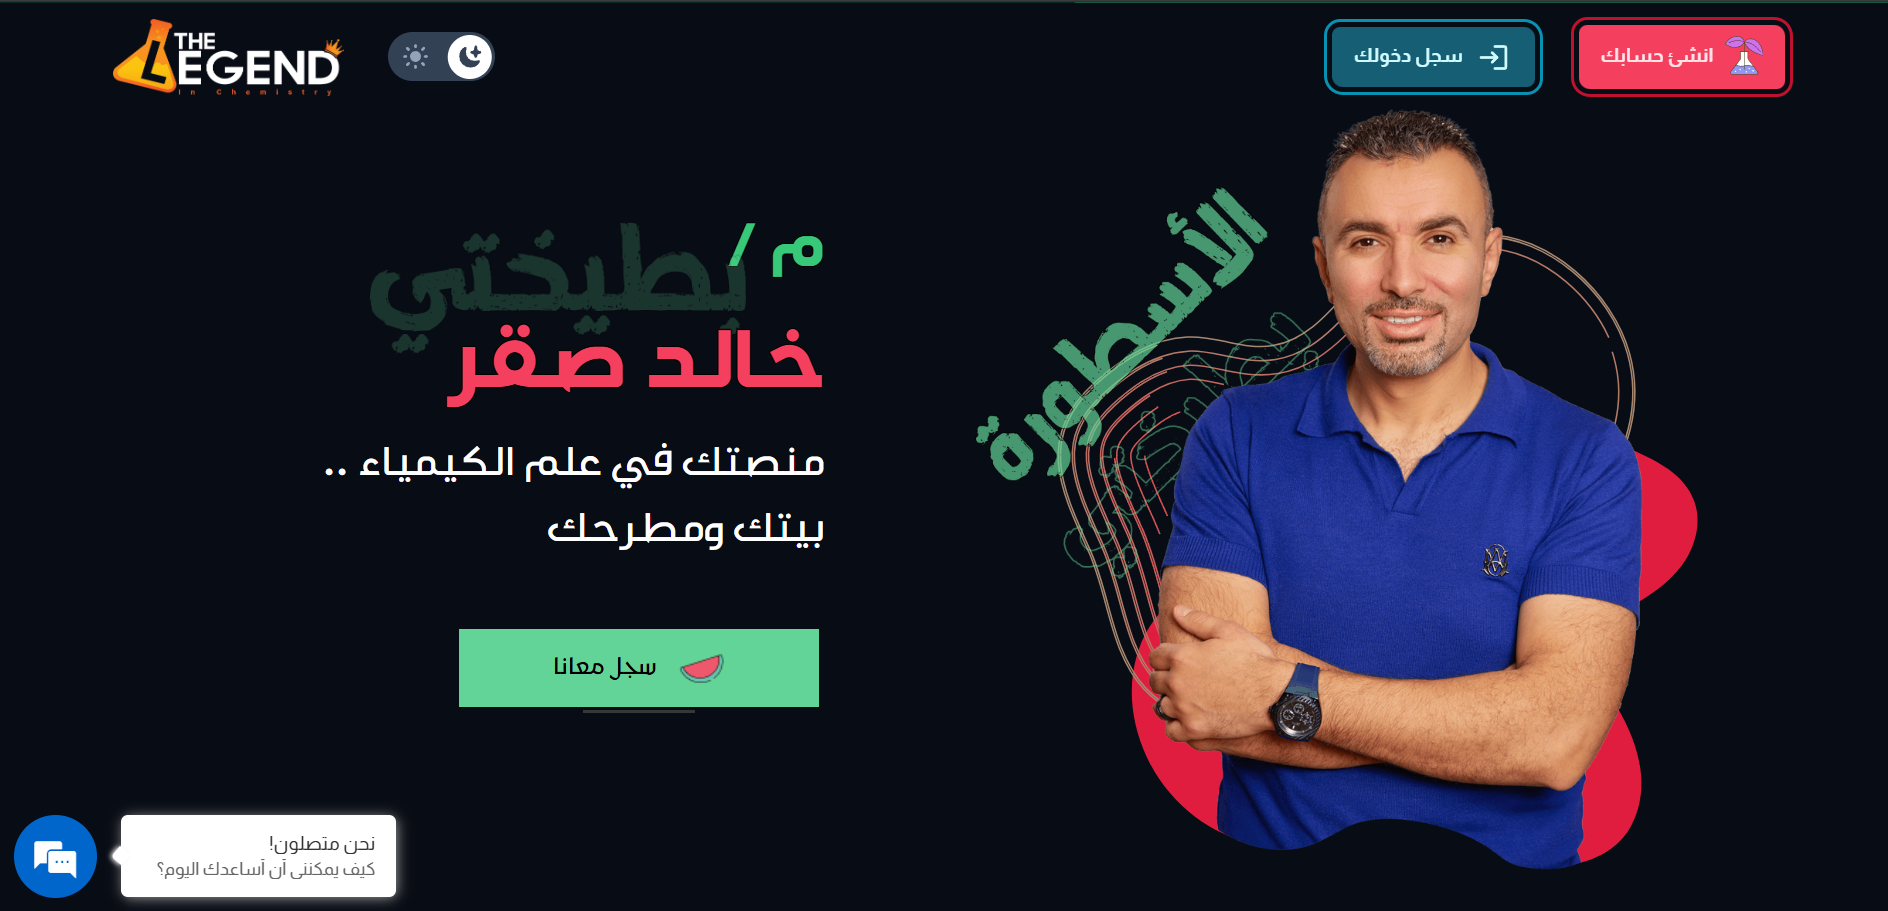 THE
LEGEND
In Chemistry
سجل دخولك
انشئ حسابك
م /
بطيختي
خالد صقر
منصتك في علم الكيمياء ..
بيتك ومطرحك
سجل معانا
الأسطورة
نحن متصلون!
كيف يمكنني أن أساعدك اليوم؟